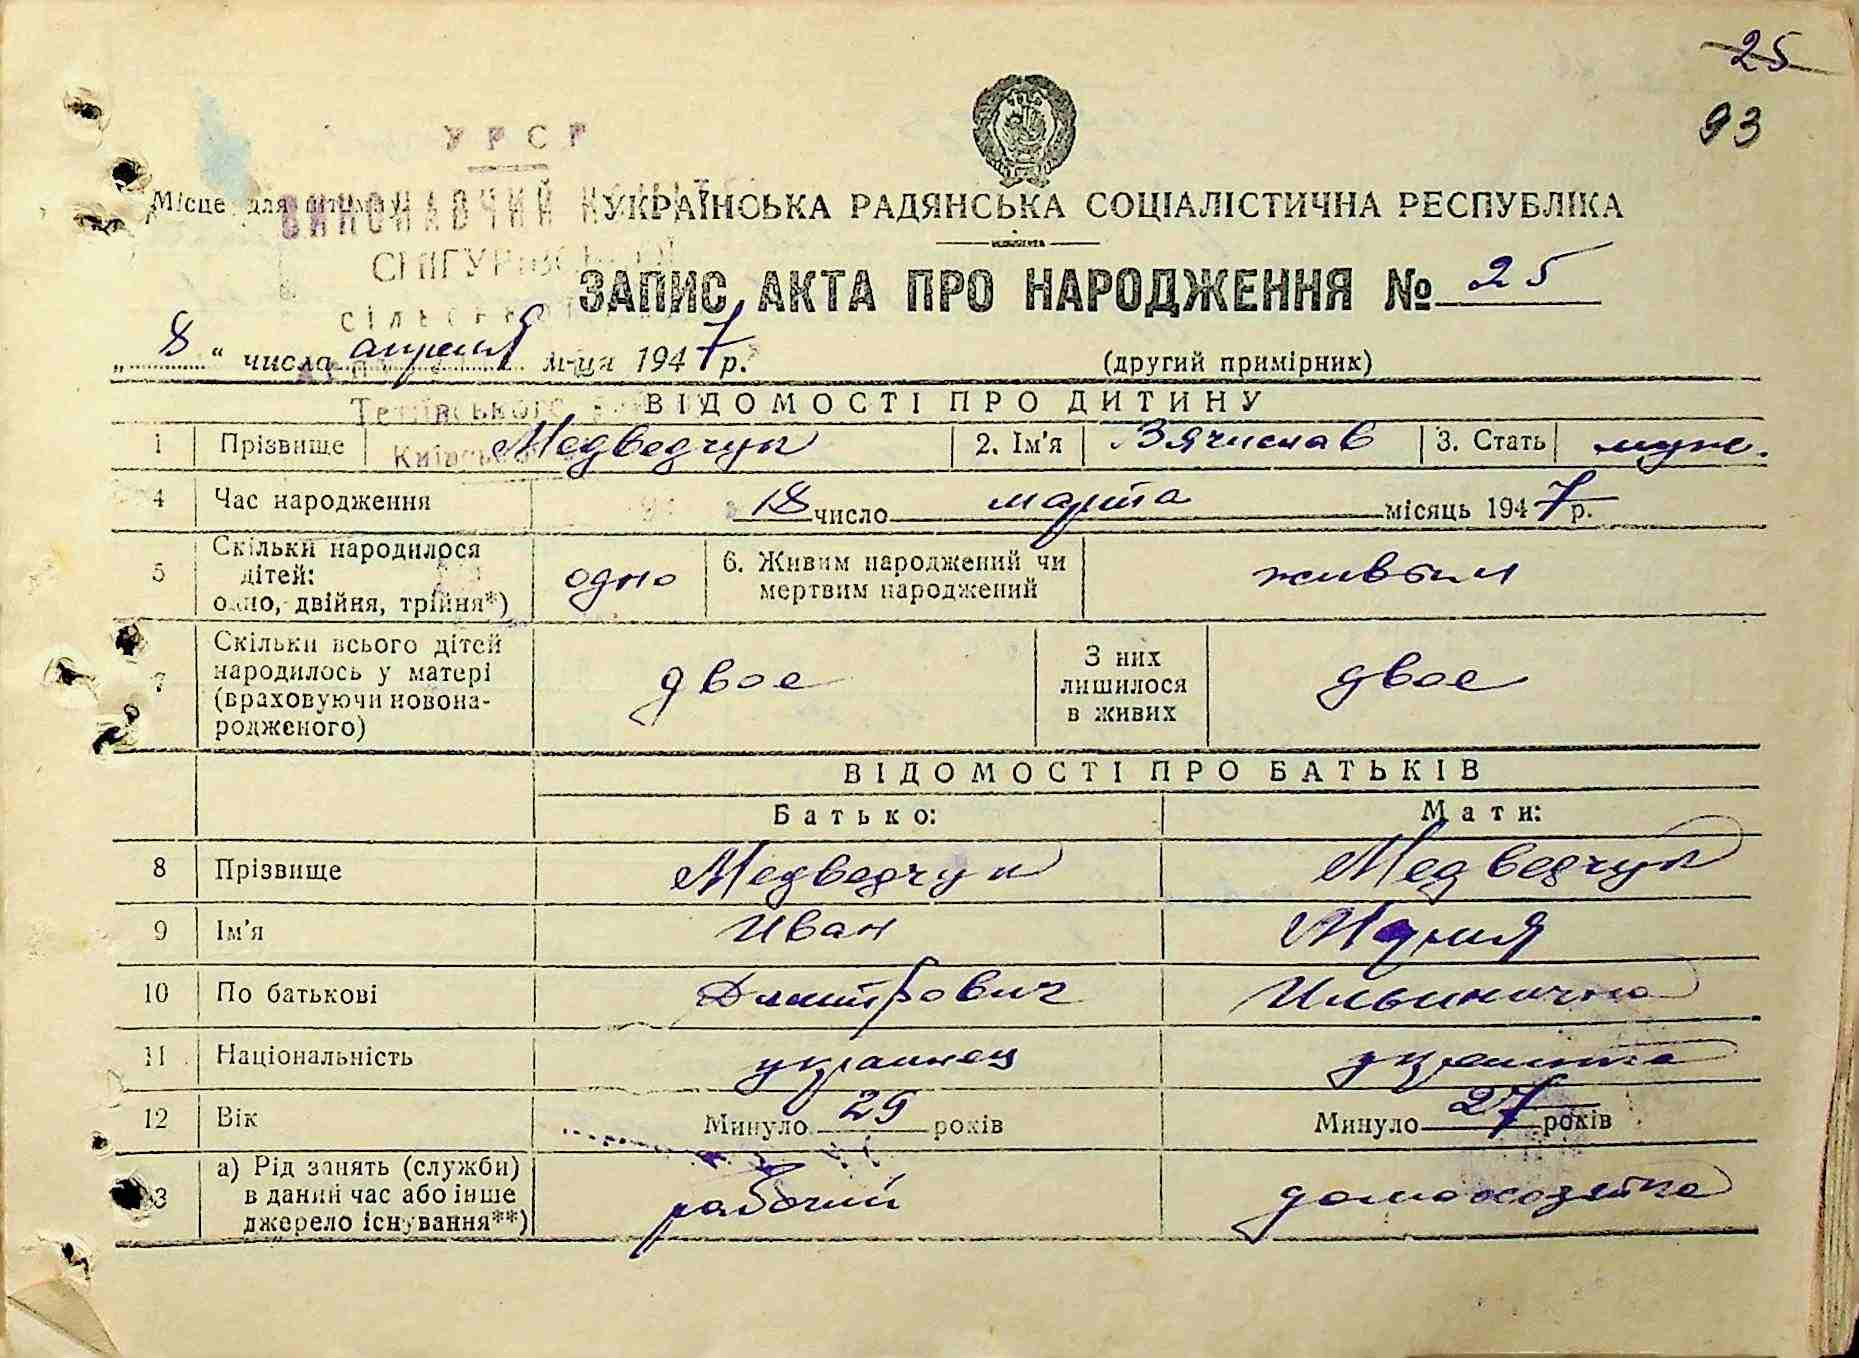 25
93
УРСР
Місце для штампу
ВИКОНАВЧИЙ КОМІТЕТ
УКРАЇНСЬКА РАДЯНСЬКА СОЦІАЛІСТИЧНА РЕСПУБЛІКА
СНІГУРІВСЬКОЇ
ЗАПИС АКТА ПРО НАРОДЖЕННЯ № 25
сільської
„ 8 “ числа апреля м-ця 1947 р.
(другий примірник)
Тетіївського
ВІДОМОСТІ ПРО ДИТИНУ
Київської
1 Прізвище Медведчук 2. Ім'я Вячислав 3. Стать муж.
4 Час народження 18 число марта місяць 1947 р.
5 Скільки народилося дітей: одно, двійня, трійня*) одно 6. Живим народжений чи мертвим народжений живым
7 Скільки всього дітей народилось у матері (враховуючи новонародженого) двое З них лишилося в живих двое
ВІДОМОСТІ ПРО БАТЬКІВ
Батько: Мати:
8 Прізвище Медведчук Медведчук
9 Ім'я Иван Мария
10 По батькові Дмитрович Ильинична
11 Національність украинец украинка
12 Вік Минуло 29 років Минуло 27 років
13 а) Рід занять (служби) в даний час або інше джерело існування**) рабочий домохозяйка